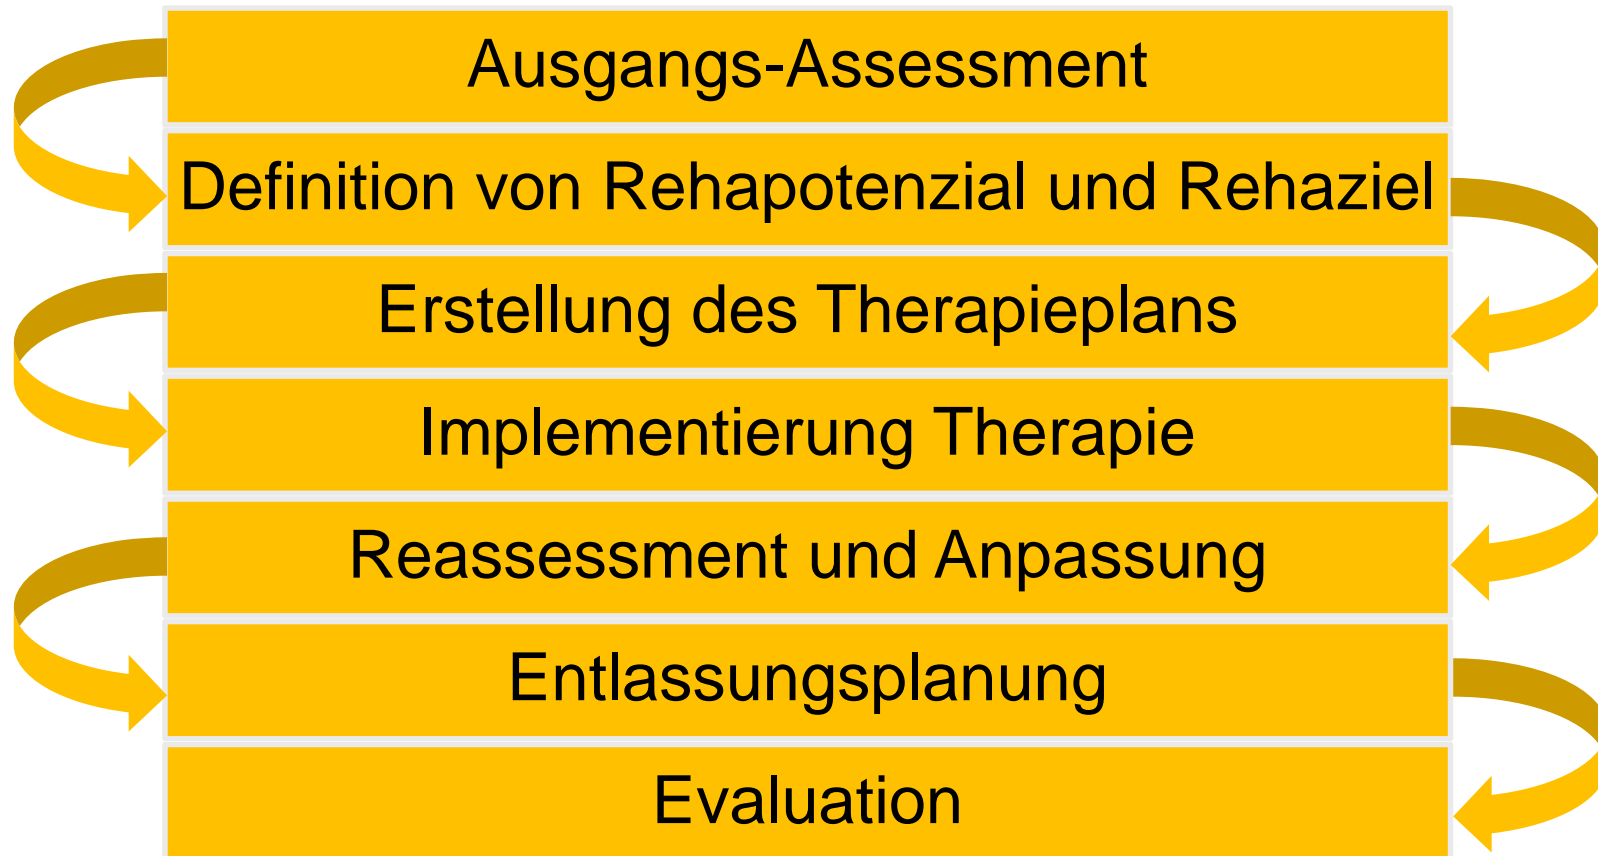 Ausgangs-Assessment
Definition von Rehapotenzial und Rehaziel
Erstellung des Therapieplans
Implementierung Therapie
Reassessment und Anpassung
Entlassungsplanung
Evaluation